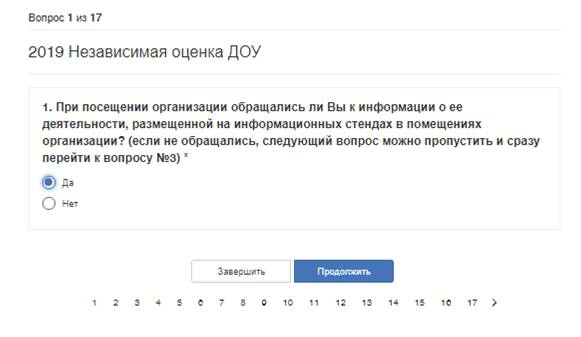 Вопрос 1 из 17
2019 Независимая оценка ДОУ
1. При посещении организации обращались ли Вы к информации о ее
деятельности, размещенной на информационных стендах в помещениях
организации? (если не обращались, следующий вопрос можно пропустить и сразу
перейти к вопросу №3) *
Да
Нет
Завершить Продолжить
1 2 3 4 5 6 7 8 9 10 11 12 13 14 15 16 17 >